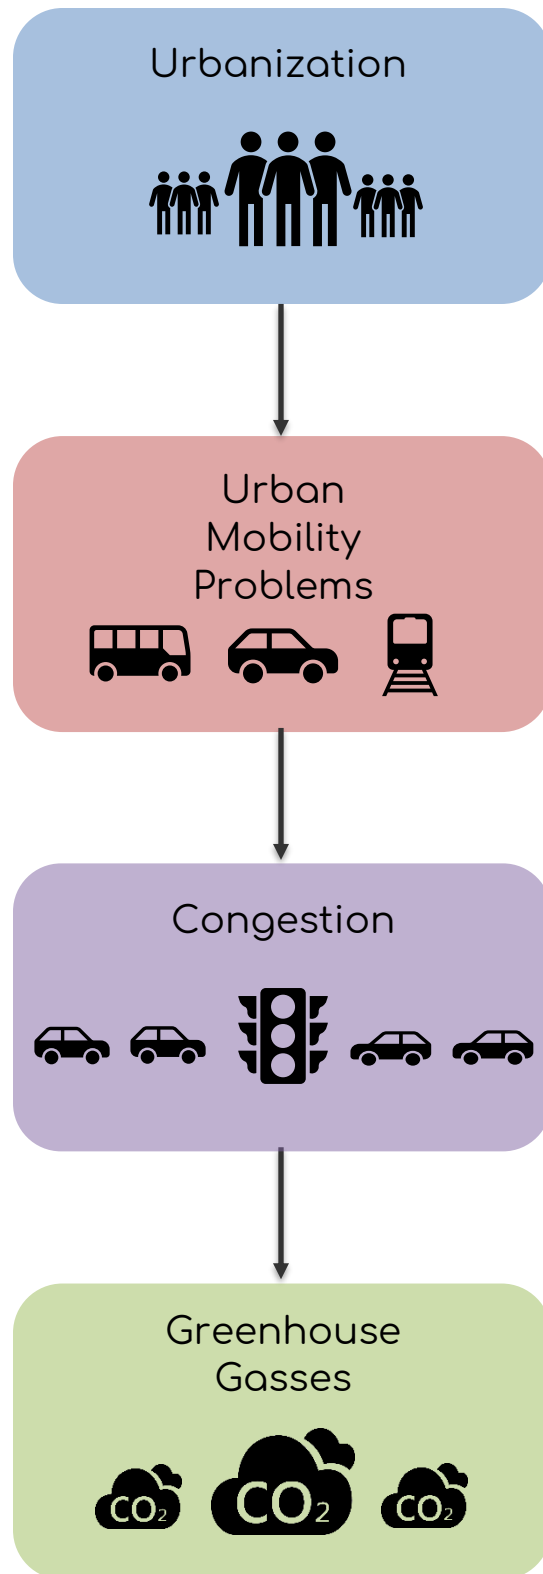 Urbanization
Urban
Mobility
Problems
Congestion
Greenhouse
Gasses
CO2
CO2
CO2